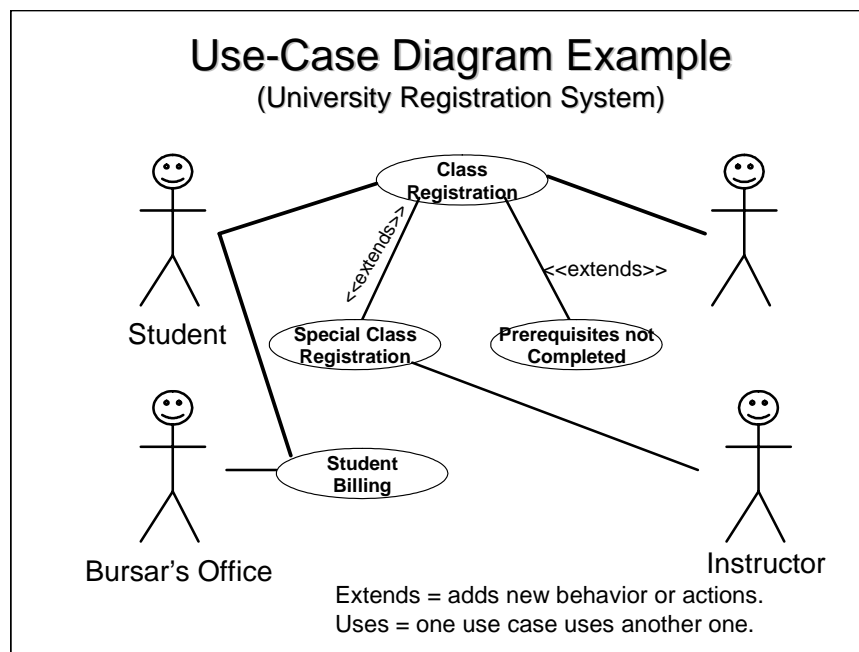 Use-Case Diagram Example
(University Registration System)
Class
Registration
<<extends>>
<<extends>>
Student
Special Class
Registration
Prerequisites not
Completed
Student
Billing
Bursar's Office
Instructor
Extends = adds new behavior or actions.
Uses = one use case uses another one.